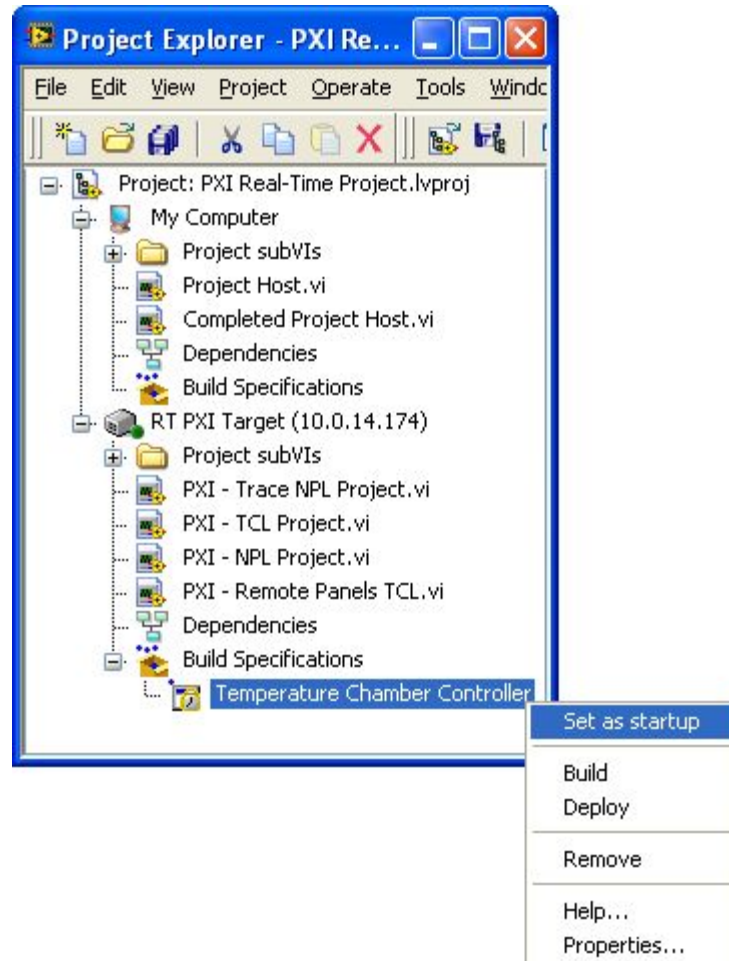 Project Explorer - PXI Re...
File Edit View Project Operate Tools Windo
Project: PXI Real-Time Project.lvproj
My Computer
Project subVIs
Project Host.vi
Completed Project Host.vi
Dependencies
Build Specifications
RT PXI Target (10.0.14.174)
Project subVIs
PXI - Trace NPL Project.vi
PXI - TCL Project.vi
PXI - NPL Project.vi
PXI - Remote Panels TCL.vi
Dependencies
Build Specifications
Temperature Chamber Controller
Set as startup
Build
Deploy
Remove
Help...
Properties...